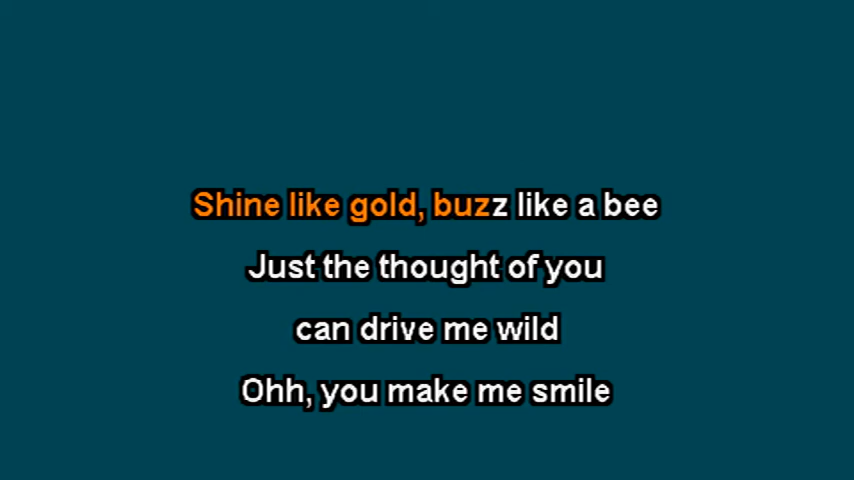 Shine like gold, buzz like a bee
Just the thought of you
can drive me wild
Ohh, you make me smile